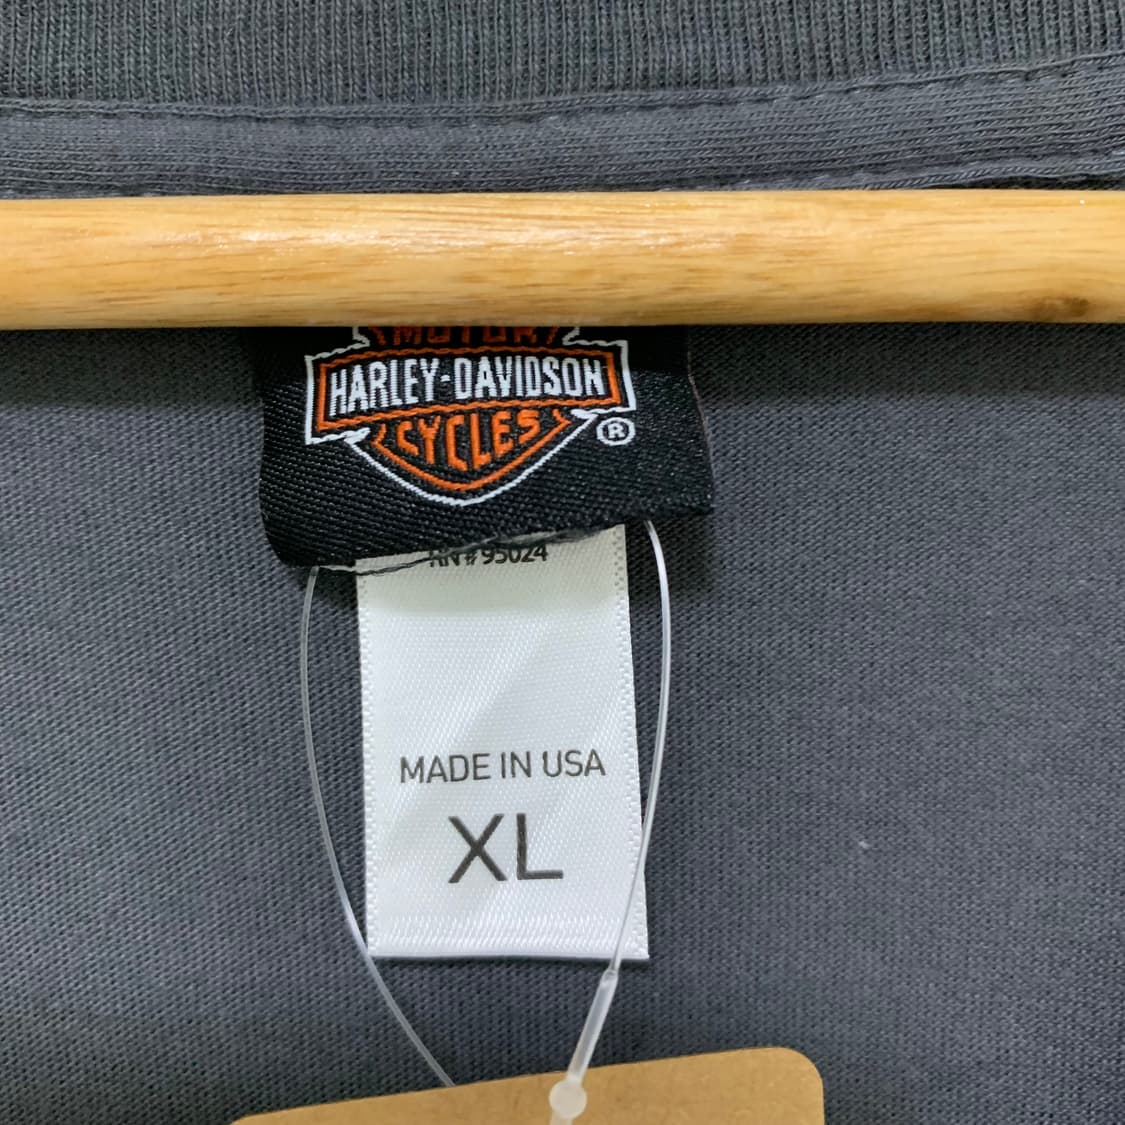 MOTOR
HARLEY-DAVIDSON
CYCLES
®
RN#95024
MADE IN USA
XL